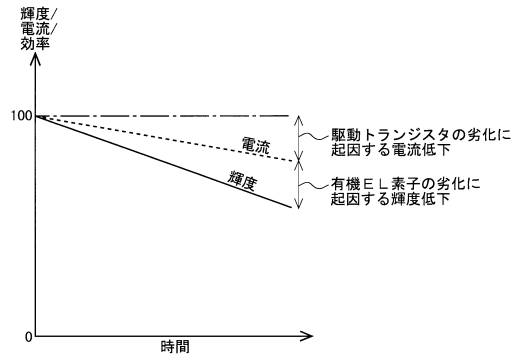 輝度/
電流/
効率
100
電流
輝度
駆動トランジスタの劣化に
起因する電流低下
有機ＥＬ素子の劣化に
起因する輝度低下
0
時間